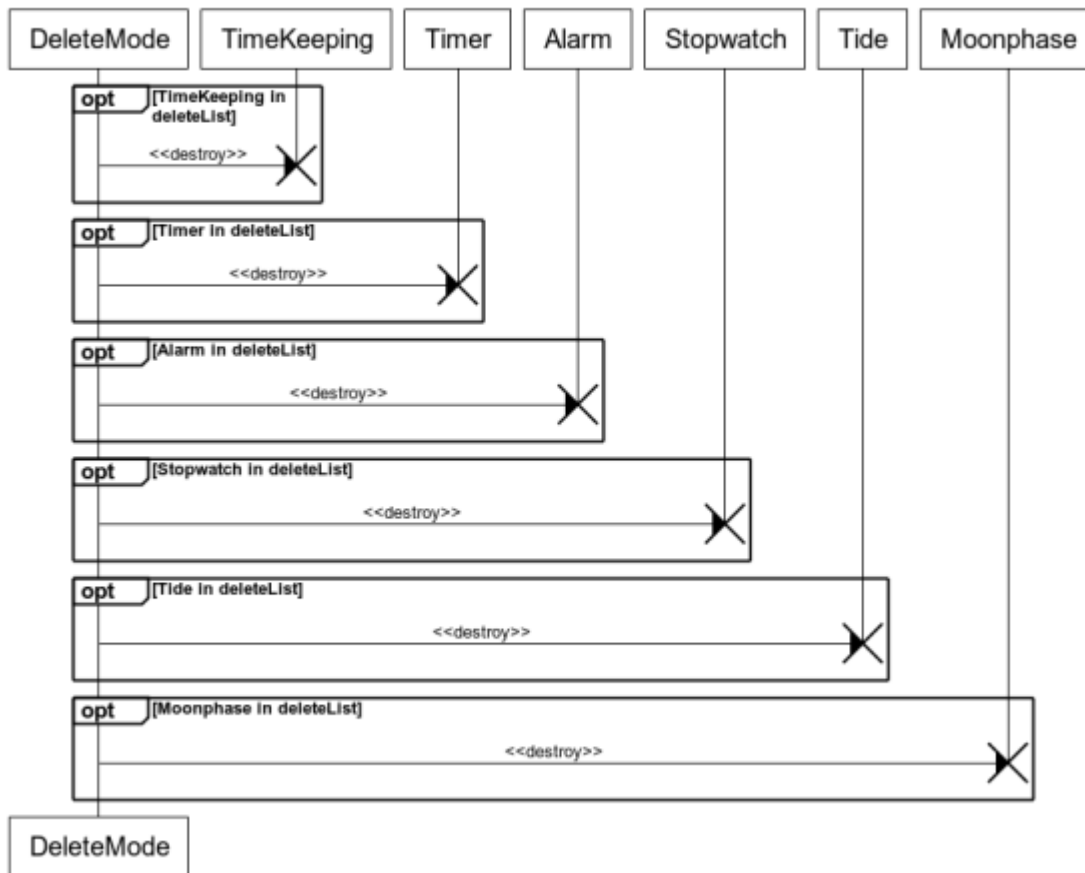 DeleteMode TimeKeeping Timer Alarm Stopwatch Tide Moonphase
opt [TimeKeeping in
deleteList]
<<destroy>>
opt [Timer in deleteList]
<<destroy>>
opt [Alarm in deleteList]
<<destroy>>
opt [Stopwatch in deleteList]
<<destroy>>
opt [Tide in deleteList]
<<destroy>>
opt [Moonphase in deleteList]
<<destroy>>
DeleteMode